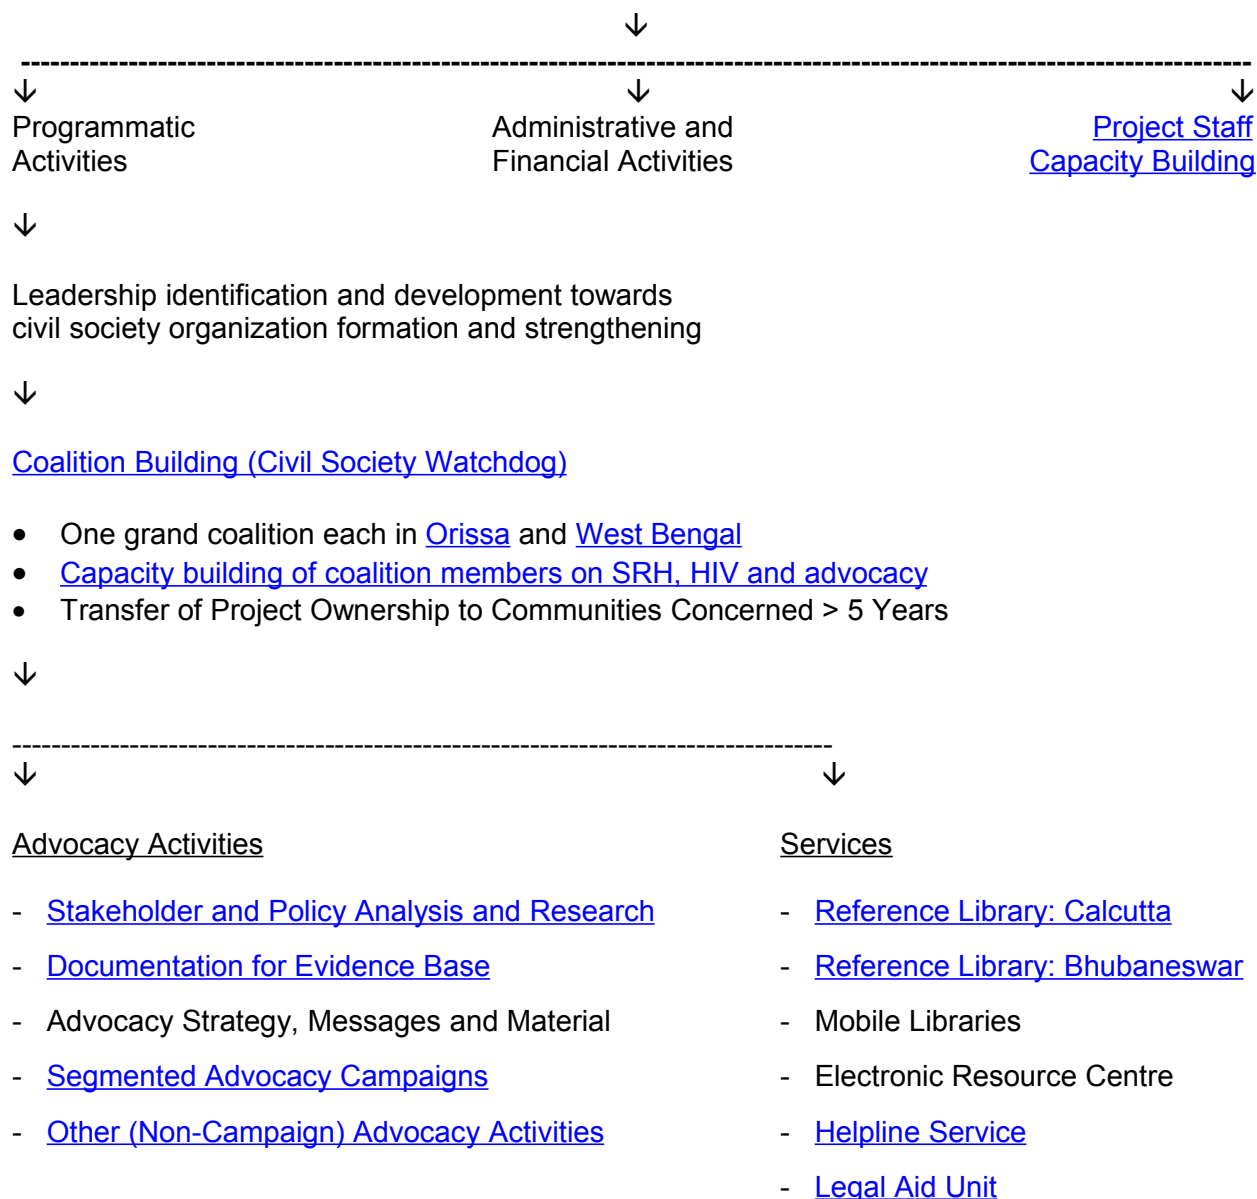 ↓
-----------------------------------------------------------------------------------------------------------------------------
↓ ↓ ↓
Programmatic Administrative and Project Staff
Activities Financial Activities Capacity Building
↓
Leadership identification and development towards
civil society organization formation and strengthening
↓
Coalition Building (Civil Society Watchdog)
• One grand coalition each in Orissa and West Bengal
• Capacity building of coalition members on SRH, HIV and advocacy
• Transfer of Project Ownership to Communities Concerned > 5 Years
↓
------------------------------------------------------------------------------------
↓ ↓
Advocacy Activities Services
- Stakeholder and Policy Analysis and Research - Reference Library: Calcutta
- Documentation for Evidence Base - Reference Library: Bhubaneswar
- Advocacy Strategy, Messages and Material - Mobile Libraries
- Segmented Advocacy Campaigns - Electronic Resource Centre
- Other (Non-Campaign) Advocacy Activities - Helpline Service
- Legal Aid Unit